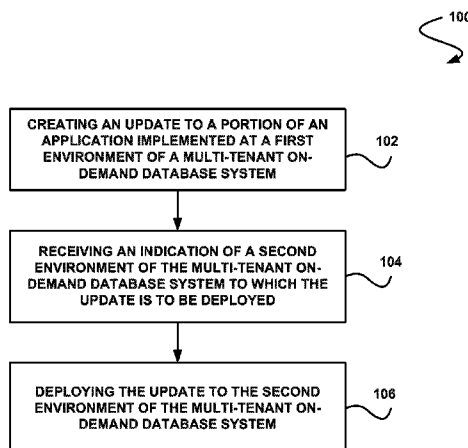 100
CREATING AN UPDATE TO A PORTION OF AN
APPLICATION IMPLEMENTED AT A FIRST
ENVIRONMENT OF A MULTI-TENANT ON-
DEMAND DATABASE SYSTEM
102
RECEIVING AN INDICATION OF A SECOND
ENVIRONMENT OF THE MULTI-TENANT ON-
DEMAND DATABASE SYSTEM TO WHICH THE
UPDATE IS TO BE DEPLOYED
104
DEPLOYING THE UPDATE TO THE SECOND
ENVIRONMENT OF THE MULTI-TENANT ON-
DEMAND DATABASE SYSTEM
106